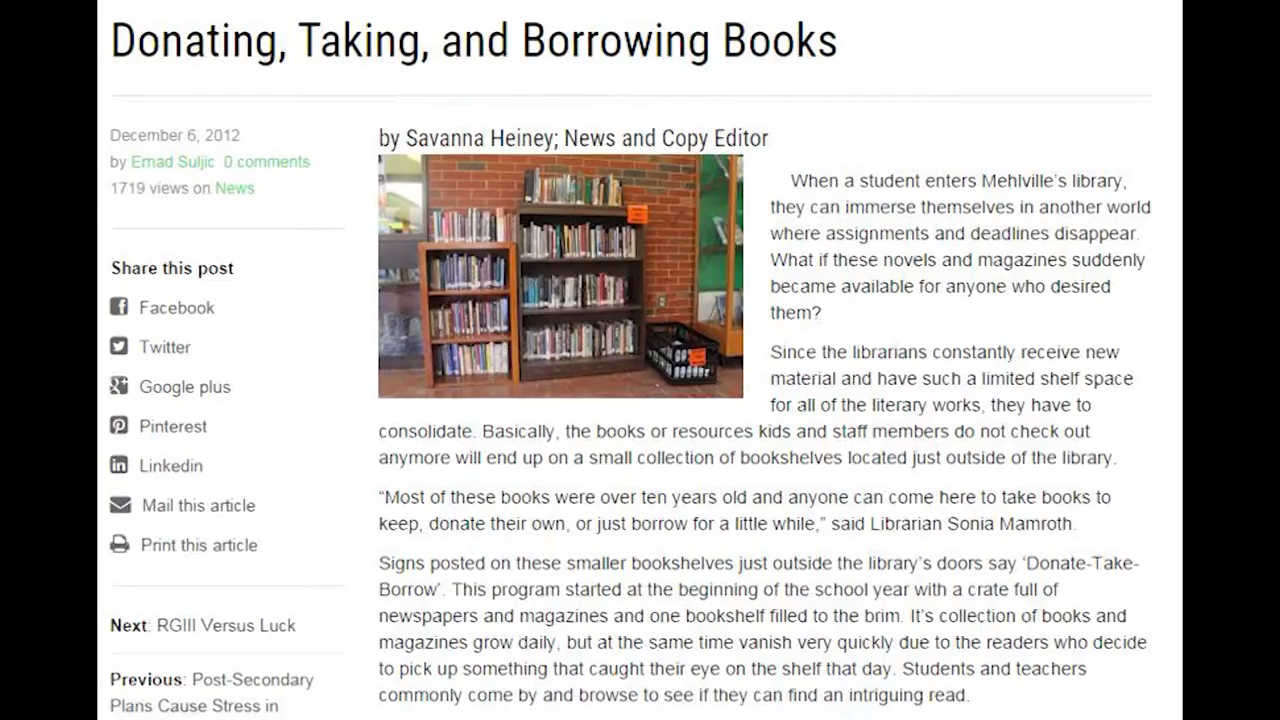 Donating, Taking, and Borrowing Books
December 6, 2012
by Emad Suljic 0 comments
1719 views on News
Share this post
Facebook
Twitter
Google plus
Pinterest
Linkedin
Mail this article
Print this article
Next: RGIII Versus Luck
Previous: Post-Secondary
Plans Cause Stress in
by Savanna Heiney; News and Copy Editor
When a student enters Mehlville’s library,
they can immerse themselves in another world
where assignments and deadlines disappear.
What if these novels and magazines suddenly
became available for anyone who desired
them?
Since the librarians constantly receive new
material and have such a limited shelf space
for all of the literary works, they have to
consolidate. Basically, the books or resources kids and staff members do not check out
anymore will end up on a small collection of bookshelves located just outside of the library.
“Most of these books were over ten years old and anyone can come here to take books to
keep, donate their own, or just borrow for a little while,” said Librarian Sonia Mamroth.
Signs posted on these smaller bookshelves just outside the library’s doors say ‘Donate-Take-
Borrow’. This program started at the beginning of the school year with a crate full of
newspapers and magazines and one bookshelf filled to the brim. It’s collection of books and
magazines grow daily, but at the same time vanish very quickly due to the readers who decide
to pick up something that caught their eye on the shelf that day. Students and teachers
commonly come by and browse to see if they can find an intriguing read.